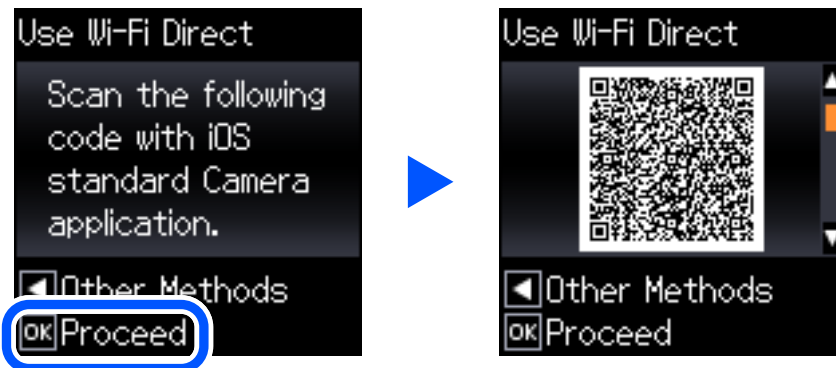 Use Wi-Fi Direct
Scan the following
code with iOS
standard Camera
application.
Other Methods
OK Proceed
Use Wi-Fi Direct
Other Methods
OK Proceed